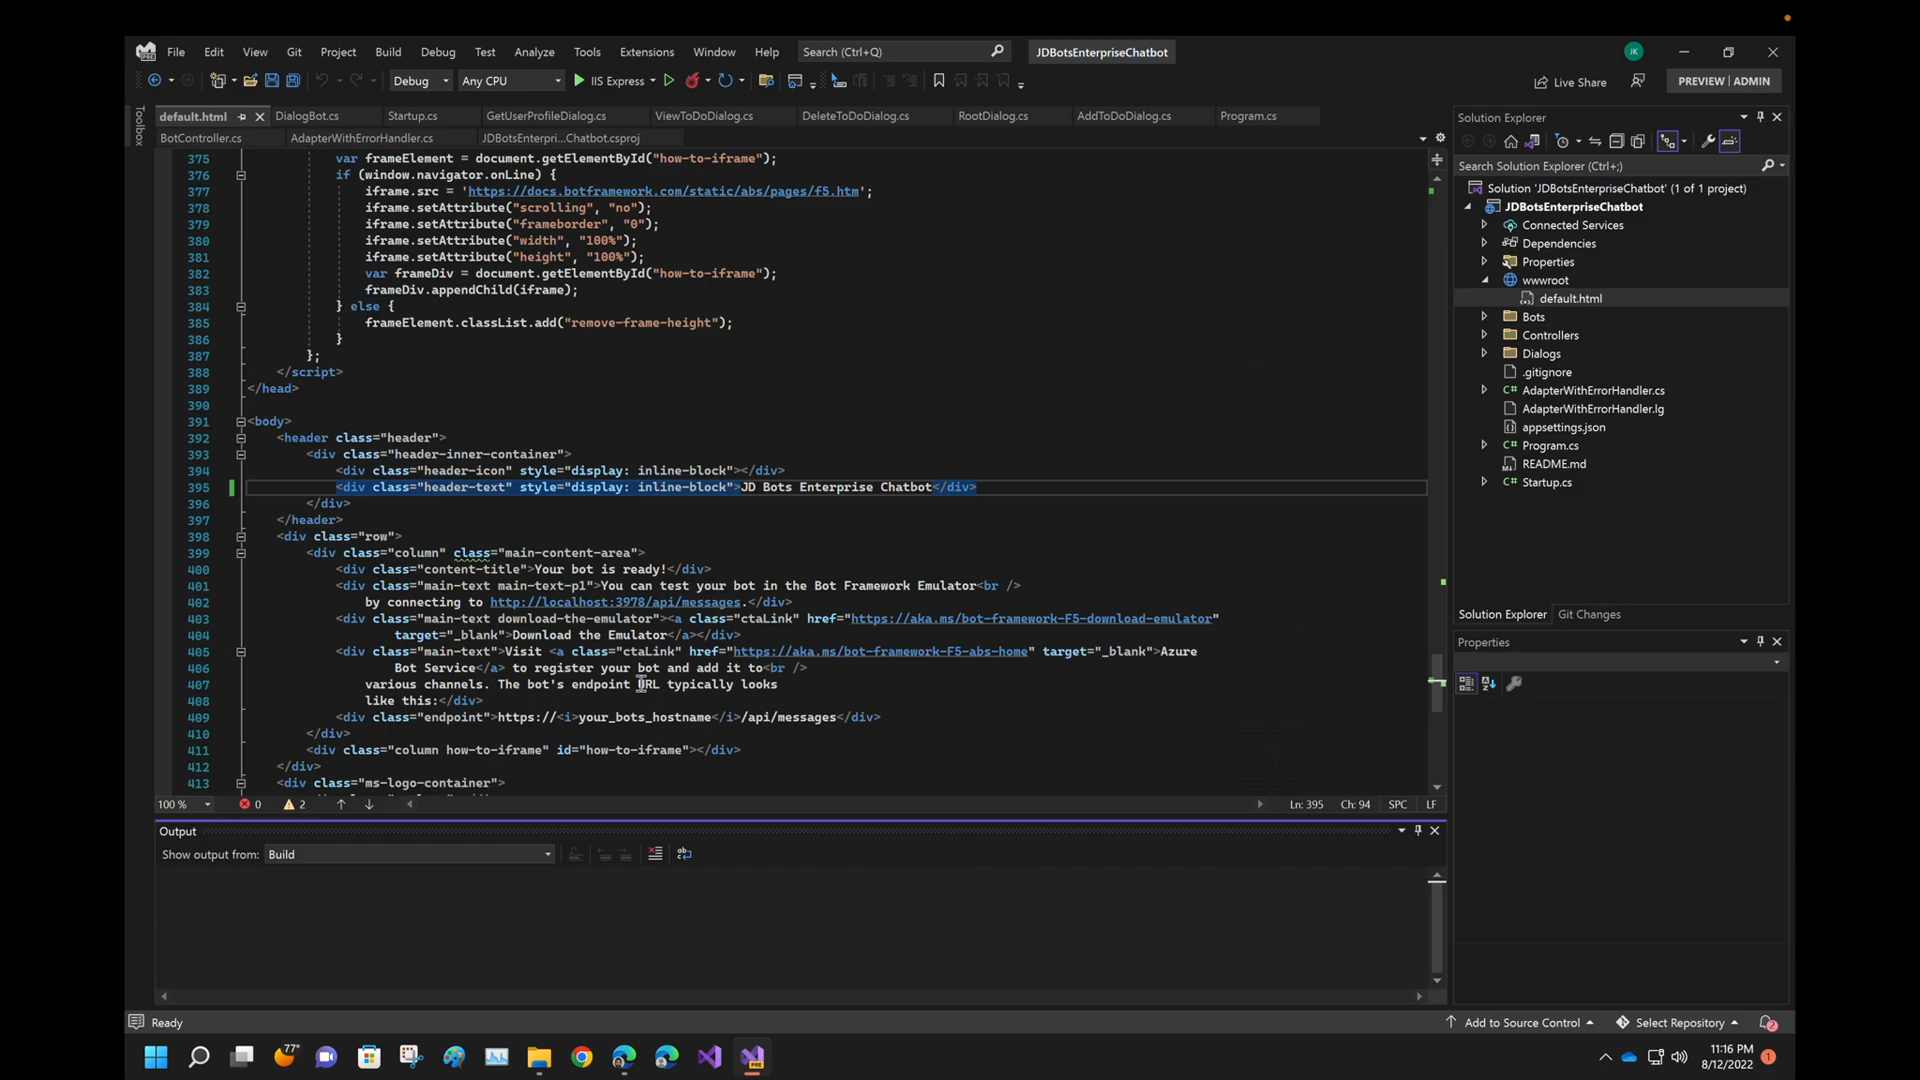 File Edit View Git Project Build Debug Test Analyze Tools Extensions Window Help Search (Ctrl+Q) JDBotsEnterpriseChatbot JK
Debug Any CPU IIS Express Live Share PREVIEW | ADMIN
Toolbox
default.html DialogBot.cs Startup.cs GetUserProfileDialog.cs ViewToDoDialog.cs DeleteToDoDialog.cs RootDialog.cs AddToDoDialog.cs Program.cs
BotController.cs AdapterWithErrorHandler.cs JDBotsEnterpri...Chatbot.csproj
375 var frameElement = document.getElementById("how-to-iframe");
376 if (window.navigator.onLine) {
377 iframe.src = 'https://docs.botframework.com/static/abs/pages/f5.htm';
378 iframe.setAttribute("scrolling", "no");
379 iframe.setAttribute("frameborder", "0");
380 iframe.setAttribute("width", "100%");
381 iframe.setAttribute("height", "100%");
382 var frameDiv = document.getElementById("how-to-iframe");
383 frameDiv.appendChild(iframe);
384 } else {
385 frameElement.classList.add("remove-frame-height");
386 }
387 };
388 </script>
389 </head>
390
391 <body>
392 <header class="header">
393 <div class="header-inner-container">
394 <div class="header-icon" style="display: inline-block"></div>
395 <div class="header-text" style="display: inline-block">JD Bots Enterprise Chatbot</div>
396 </div>
397 </header>
398 <div class="row">
399 <div class="column" class="main-content-area">
400 <div class="content-title">Your bot is ready!</div>
401 <div class="main-text main-text-p1">You can test your bot in the Bot Framework Emulator<br />
402 by connecting to http://localhost:3978/api/messages.</div>
403 <div class="main-text download-the-emulator"><a class="ctaLink" href="https://aka.ms/bot-framework-F5-download-emulator"
404 target="_blank">Download the Emulator</a></div>
405 <div class="main-text">Visit <a class="ctaLink" href="https://aka.ms/bot-framework-F5-abs-home" target="_blank">Azure
406 Bot Service</a> to register your bot and add it to<br />
407 various channels. The bot's endpoint URL typically looks
408 like this:</div>
409 <div class="endpoint">https://<i>your_bots_hostname</i>/api/messages</div>
410 </div>
411 <div class="column how-to-iframe" id="how-to-iframe"></div>
412 </div>
413 <div class="ms-logo-container">
100 % 0 2 Ln: 395 Ch: 94 SPC LF
Output
Show output from: Build
Solution Explorer
Search Solution Explorer (Ctrl+;)
Solution 'JDBotsEnterpriseChatbot' (1 of 1 project)
JDBotsEnterpriseChatbot
Connected Services
Dependencies
Properties
wwwroot
default.html
Bots
Controllers
Dialogs
.gitignore
C# AdapterWithErrorHandler.cs
AdapterWithErrorHandler.lg
appsettings.json
C# Program.cs
README.md
C# Startup.cs
Solution Explorer Git Changes
Properties
Ready Add to Source Control Select Repository 2
77° PRE 11:16 PM
8/12/2022 1